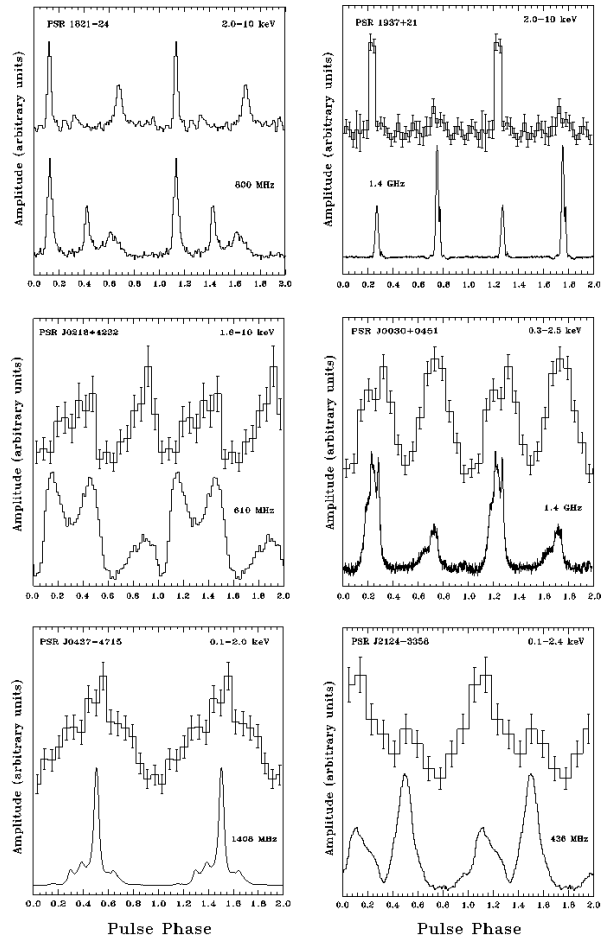 PSR 1821-24 2.0-10 keV
800 MHz
Amplitude (arbitrary units)
0.0 0.2 0.4 0.6 0.8 1.0 1.2 1.4 1.6 1.8 2.0
PSR 1937+21 2.0-10 keV
1.4 GHz
Amplitude (arbitrary units)
0.0 0.2 0.4 0.6 0.8 1.0 1.2 1.4 1.6 1.8 2.0
PSR J0218+4232 1.6-10 keV
610 MHz
Amplitude (arbitrary units)
0.0 0.2 0.4 0.6 0.8 1.0 1.2 1.4 1.6 1.8 2.0
PSR J0030+0451 0.3-2.5 keV
1.4 GHz
Amplitude (arbitrary units)
0.0 0.2 0.4 0.6 0.8 1.0 1.2 1.4 1.6 1.8 2.0
PSR J0437-4715 0.1-2.0 keV
1408 MHz
Amplitude (arbitrary units)
0.0 0.2 0.4 0.6 0.8 1.0 1.2 1.4 1.6 1.8 2.0
Pulse Phase
PSR J2124-3358 0.1-2.4 keV
436 MHz
Amplitude (arbitrary units)
0.0 0.2 0.4 0.6 0.8 1.0 1.2 1.4 1.6 1.8 2.0
Pulse Phase